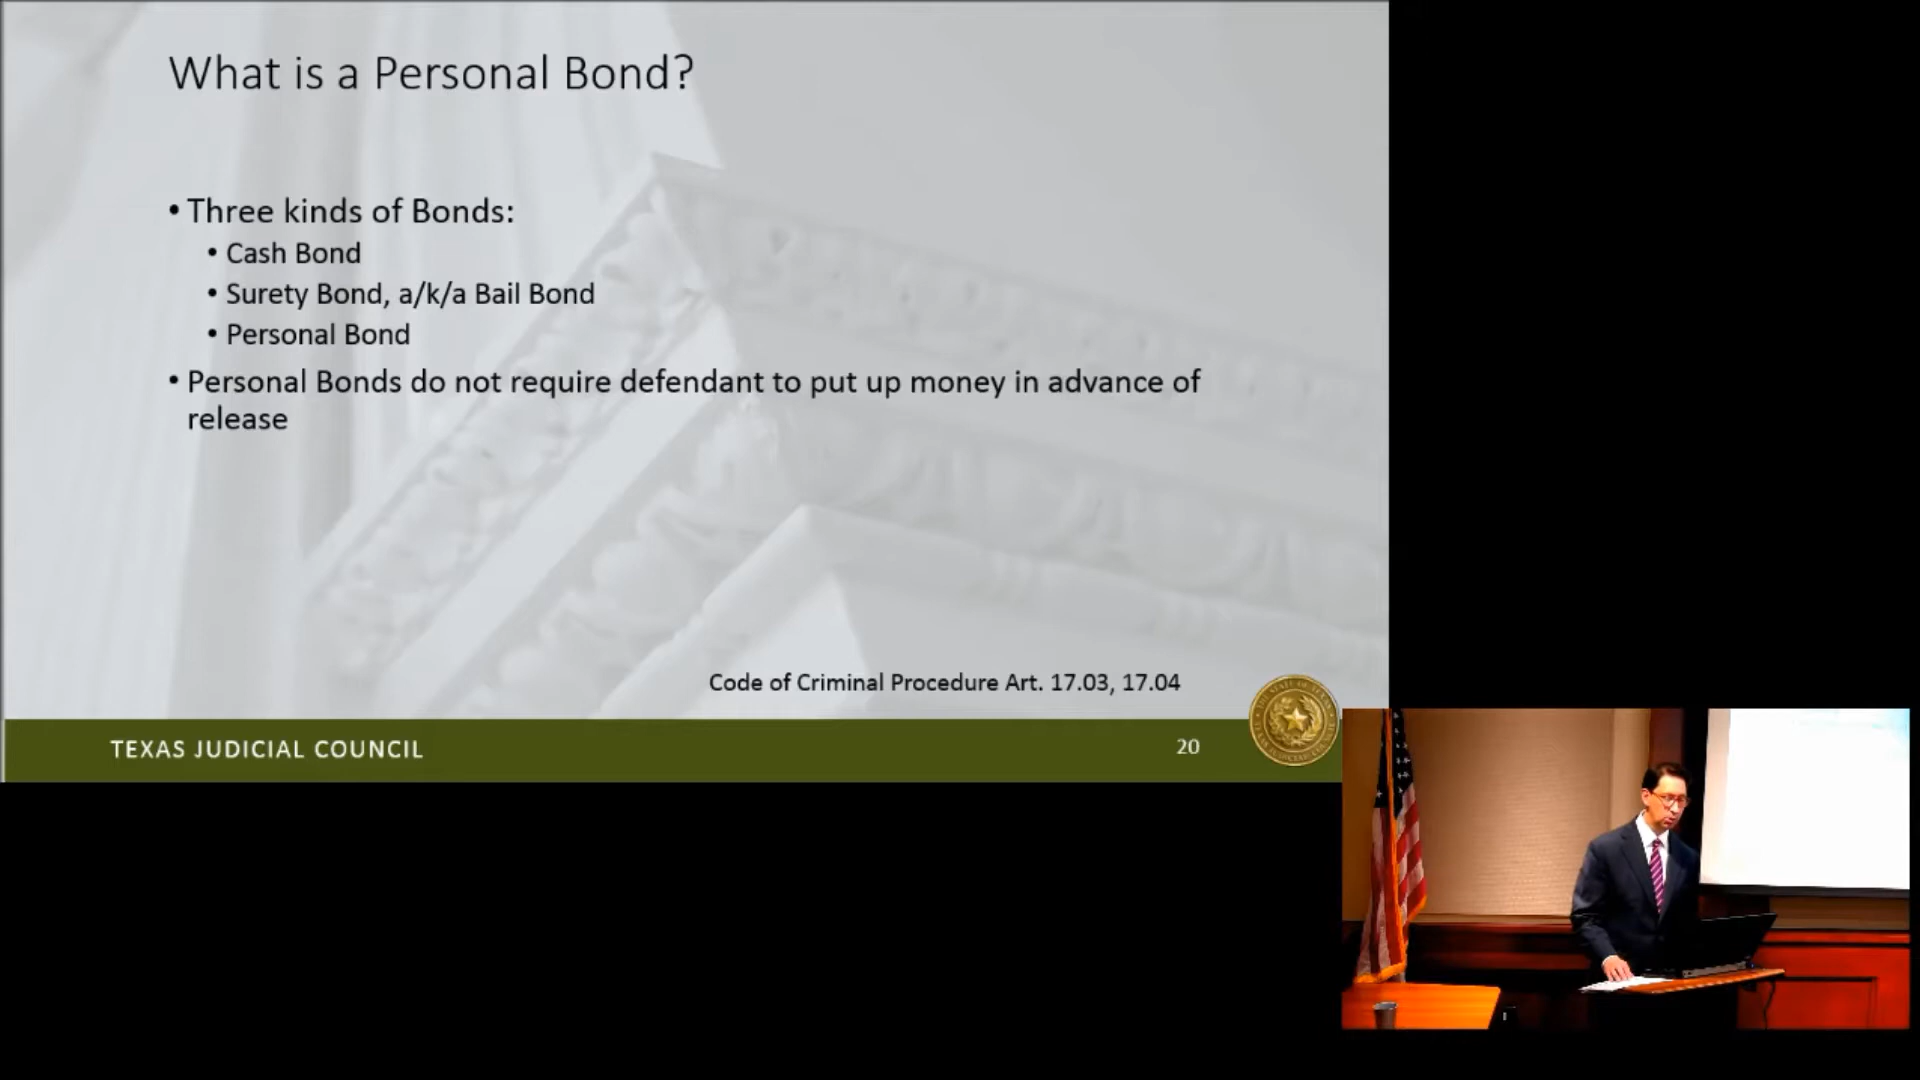 What is a Personal Bond?
• Three kinds of Bonds:
• Cash Bond
• Surety Bond, a/k/a Bail Bond
• Personal Bond
• Personal Bonds do not require defendant to put up money in advance of
release
Code of Criminal Procedure Art. 17.03, 17.04
TEXAS JUDICIAL COUNCIL
20